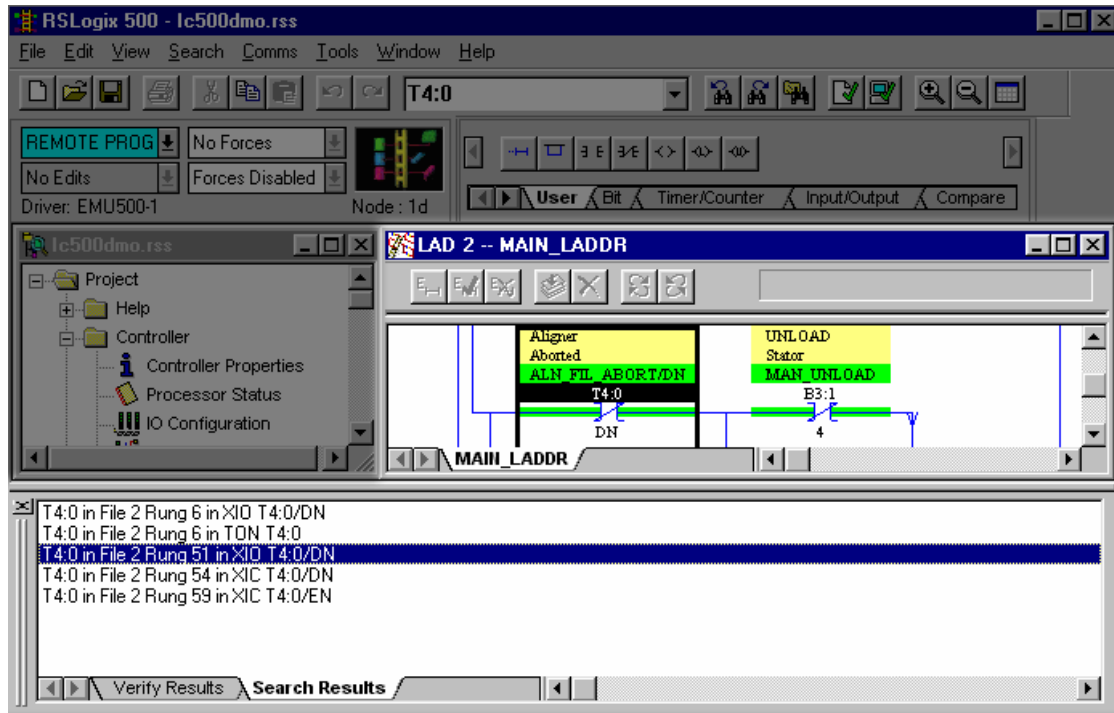 RSLogix 500 - lc500dmo.rss
File Edit View Search Comms Tools Window Help
T4:0
REMOTE PROG No Forces
No Edits Forces Disabled
Driver: EMU500-1 Node : 1d
User Bit Timer/Counter Input/Output Compare
lc500dmo.rss
Project
Help
Controller
Controller Properties
Processor Status
IO Configuration
LAD 2 -- MAIN_LADDR
Aligner UNLOAD
Aborted Stator
ALN_FIL_ABORT/DN MAN_UNLOAD
T4:0 B3:1
DN 4
MAIN_LADDR
T4:0 in File 2 Rung 6 in XIO T4:0/DN
T4:0 in File 2 Rung 6 in TON T4:0
T4:0 in File 2 Rung 51 in XIO T4:0/DN
T4:0 in File 2 Rung 54 in XIC T4:0/DN
T4:0 in File 2 Rung 59 in XIC T4:0/EN
Verify Results Search Results